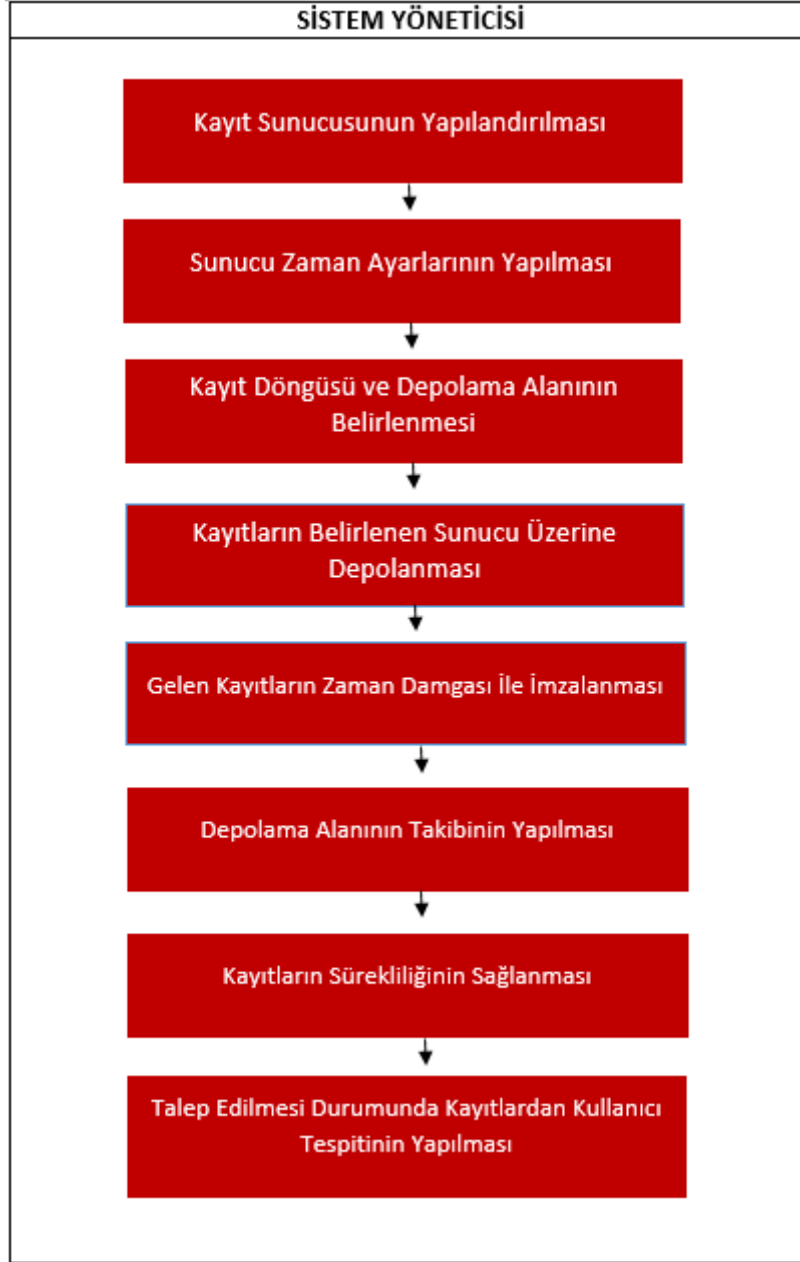 SİSTEM YÖNETİCİSİ
Kayıt Sunucusunun Yapılandırılması
Sunucu Zaman Ayarlarının Yapılması
Kayıt Döngüsü ve Depolama Alanının
Belirlenmesi
Kayıtların Belirlenen Sunucu Üzerine
Depolanması
Gelen Kayıtların Zaman Damgası İle İmzalanması
Depolama Alanının Takibinin Yapılması
Kayıtların Sürekliliğinin Sağlanması
Talep Edilmesi Durumunda Kayıtlardan Kullanıcı
Tespitinin Yapılması